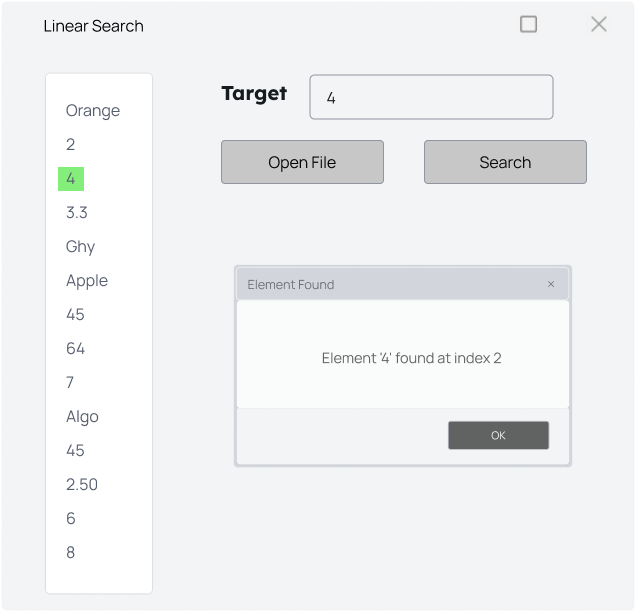 Linear Search
Orange
2
4
3.3
Ghy
Apple
45
64
7
Algo
45
2.50
6
8
Target
4
Open File
Search
Element Found
Element '4' found at index 2
OK